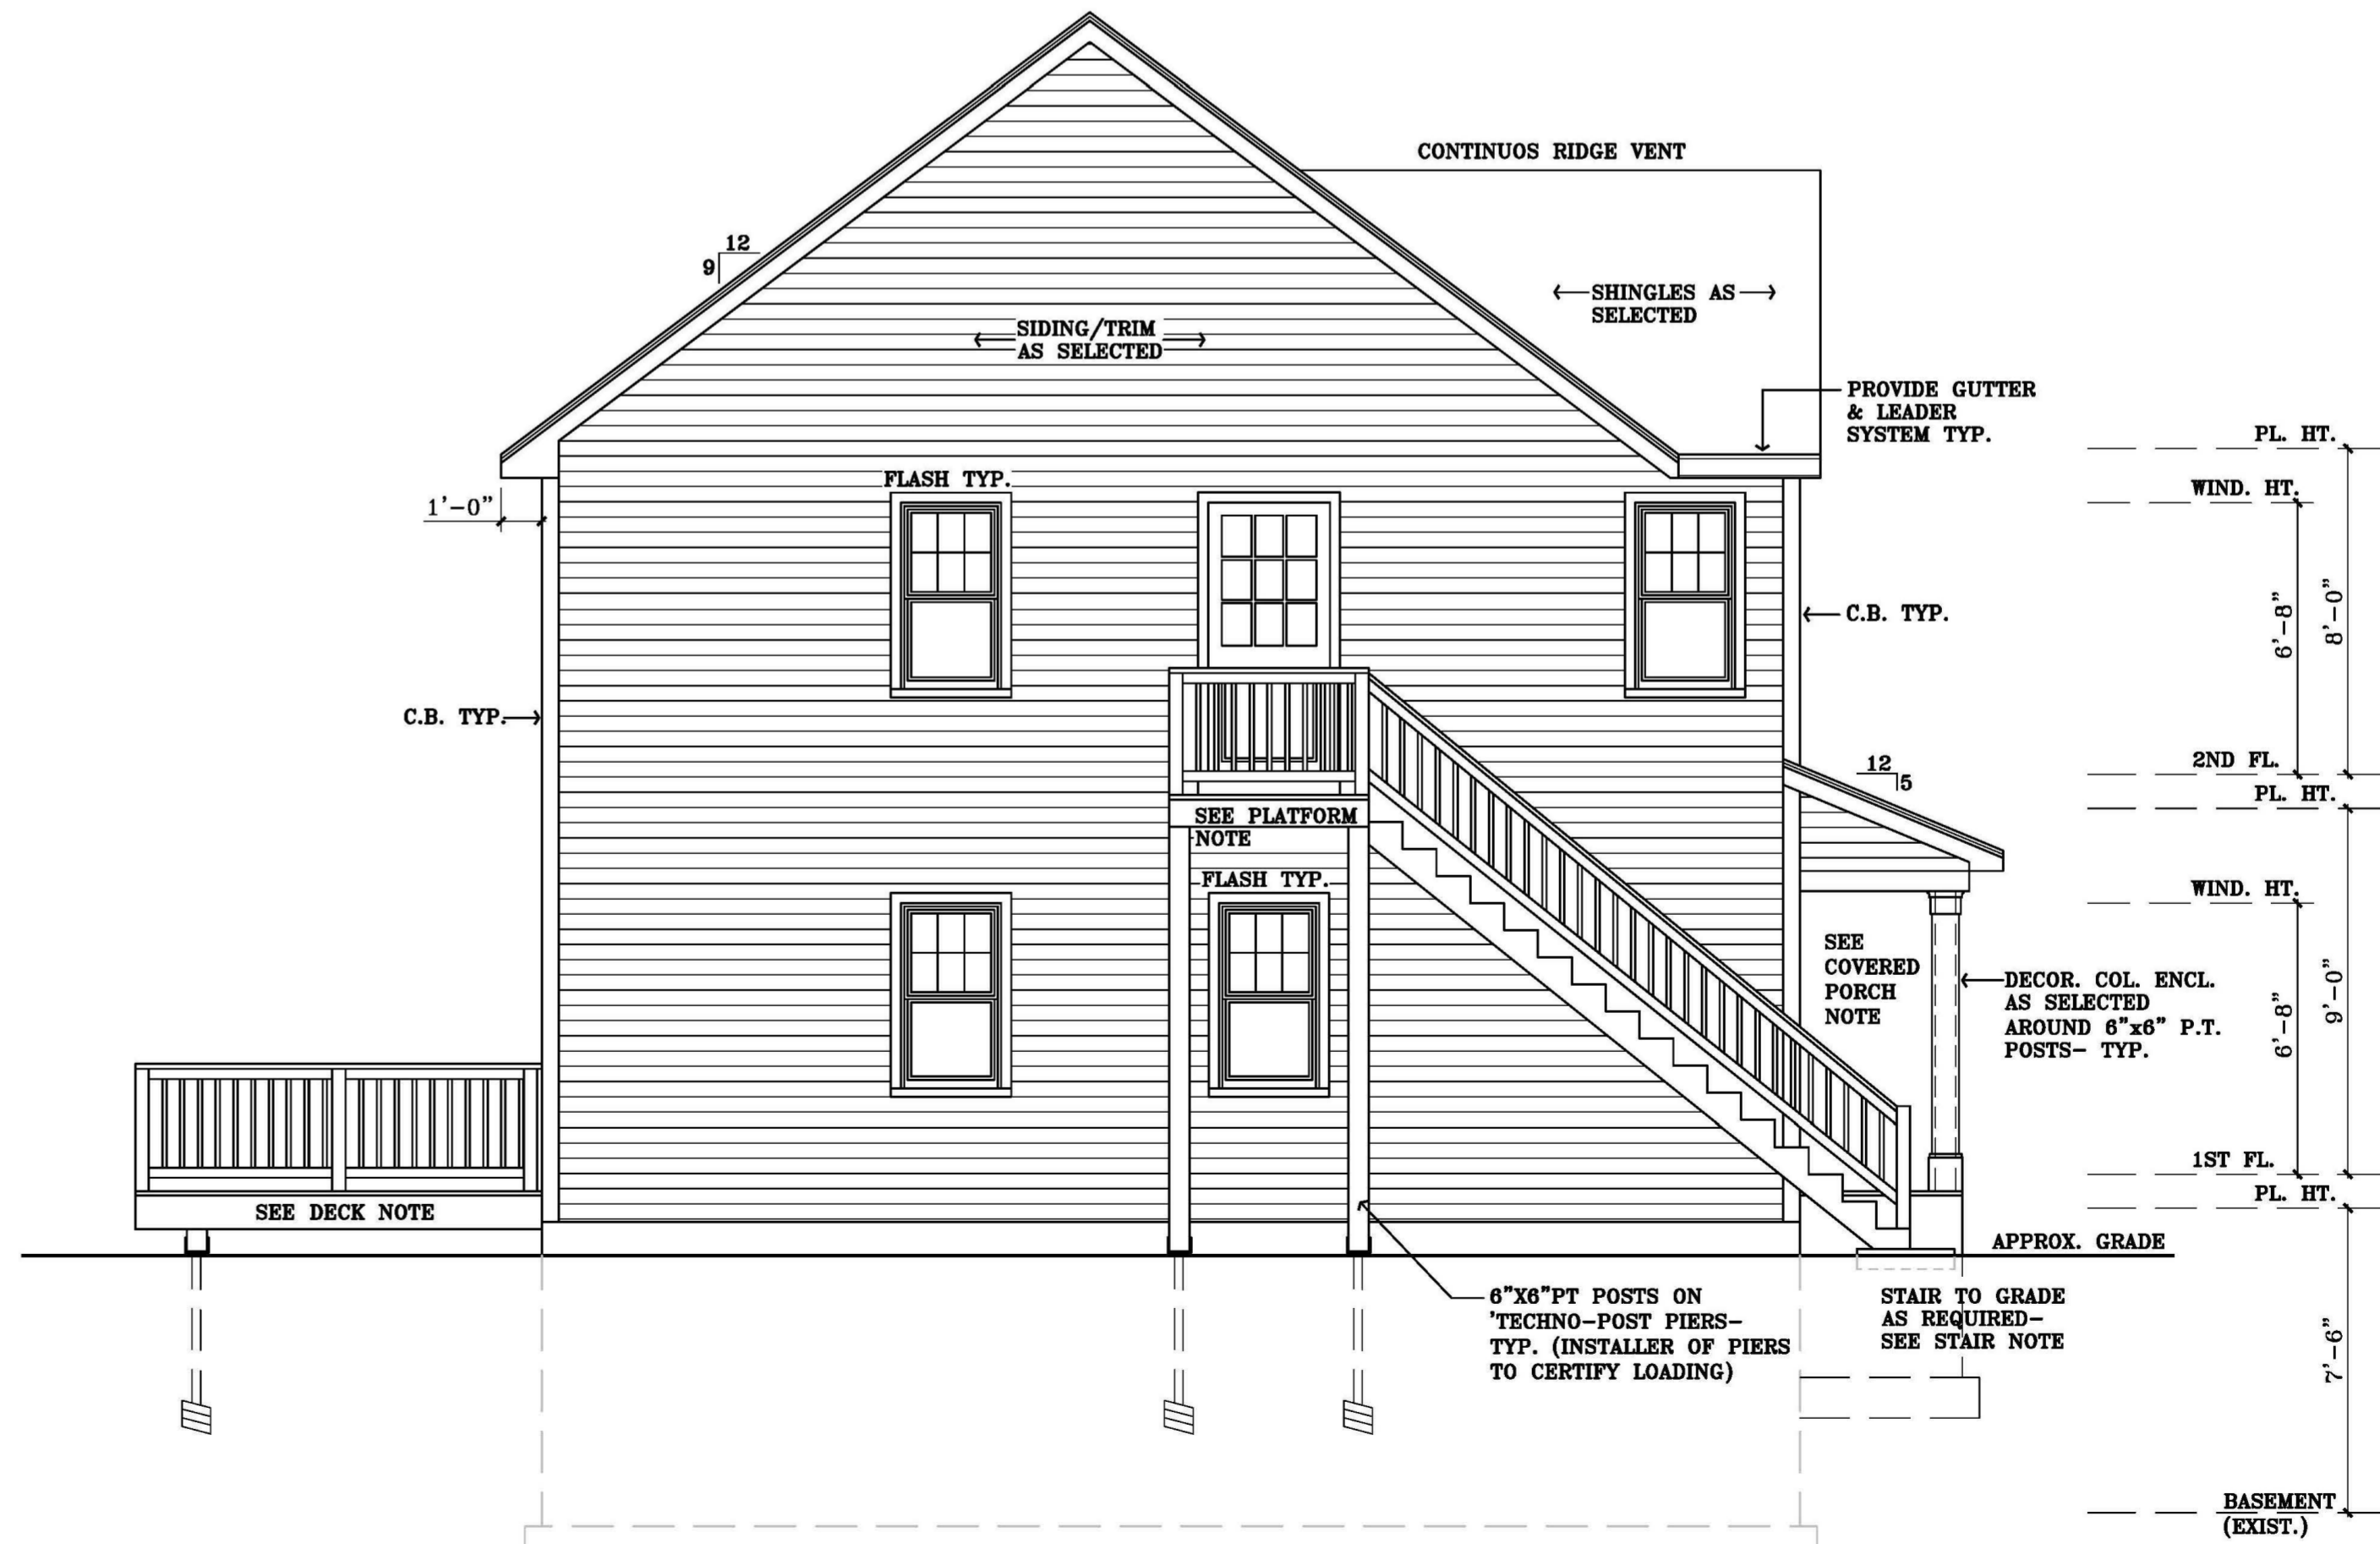 CONTINUOS RIDGE VENT
12
9
SHINGLES AS
SELECTED
SIDING/TRIM
AS SELECTED
PROVIDE GUTTER
& LEADER
SYSTEM TYP.
PL. HT.
FLASH TYP.
WIND. HT.
1'-0"
6'-8"
8'-0"
C.B. TYP.
C.B. TYP.
2ND FL.
12
5
PL. HT.
SEE PLATFORM
NOTE
FLASH TYP.
WIND. HT.
SEE
COVERED
PORCH
NOTE
DECOR. COL. ENCL.
AS SELECTED
AROUND 6"x6" P.T.
POSTS- TYP.
6'-8"
9'-0"
1ST FL.
PL. HT.
SEE DECK NOTE
APPROX. GRADE
6"X6"PT POSTS ON
'TECHNO-POST PIERS-
TYP. (INSTALLER OF PIERS
TO CERTIFY LOADING)
STAIR TO GRADE
AS REQUIRED-
SEE STAIR NOTE
7'-6"
BASEMENT
(EXIST.)